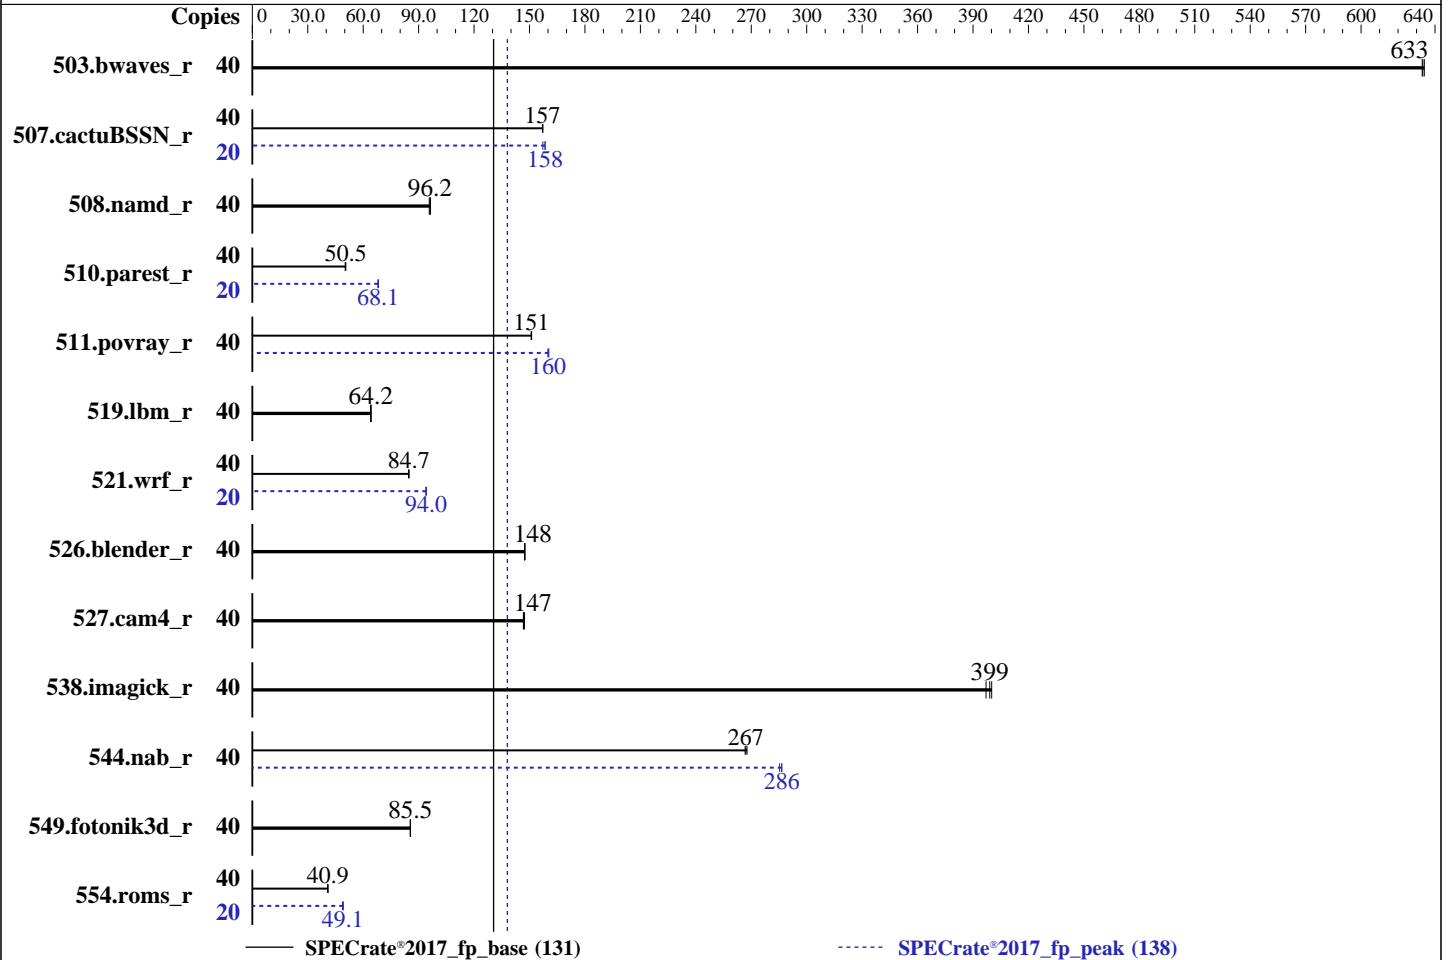 Copies 0 30.0 60.0 90.0 120 150 180 210 240 270 300 330 360 390 420 450 480 510 540 570 600 640
503.bwaves_r 40 633
507.cactuBSSN_r 40 157
20 158
508.namd_r 40 96.2
510.parest_r 40 50.5
20 68.1
511.povray_r 40 151
160
519.lbm_r 40 64.2
521.wrf_r 40 84.7
20 94.0
526.blender_r 40 148
527.cam4_r 40 147
538.imagick_r 40 399
544.nab_r 40 267
286
549.fotonik3d_r 40 85.5
554.roms_r 40 40.9
20 49.1
SPECrate®2017_fp_base (131) SPECrate®2017_fp_peak (138)